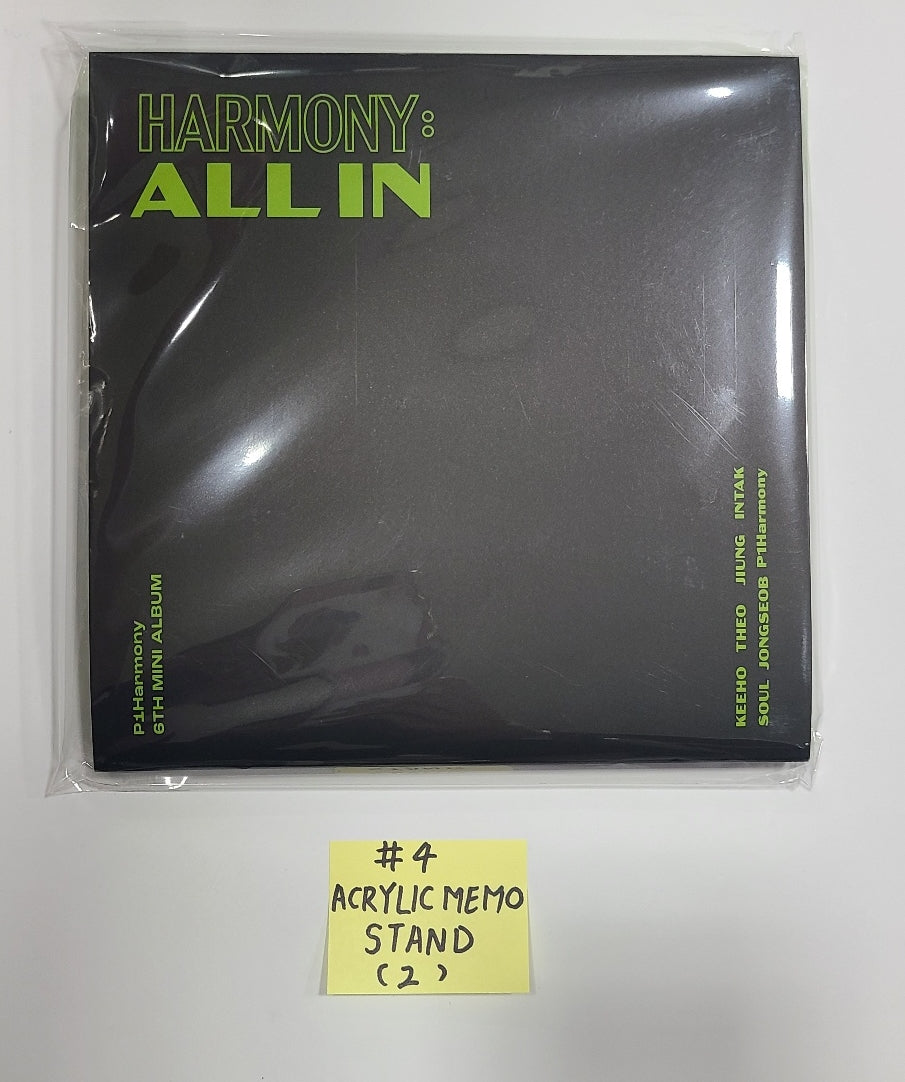 HARMONY:
ALL IN
P1Harmony
6TH MINI ALBUM
KEEHO THEO JIUNG INTAK
SOUL JONGSEOB P1Harmony
#4
ACRYLIC MEMO
STAND
(2)